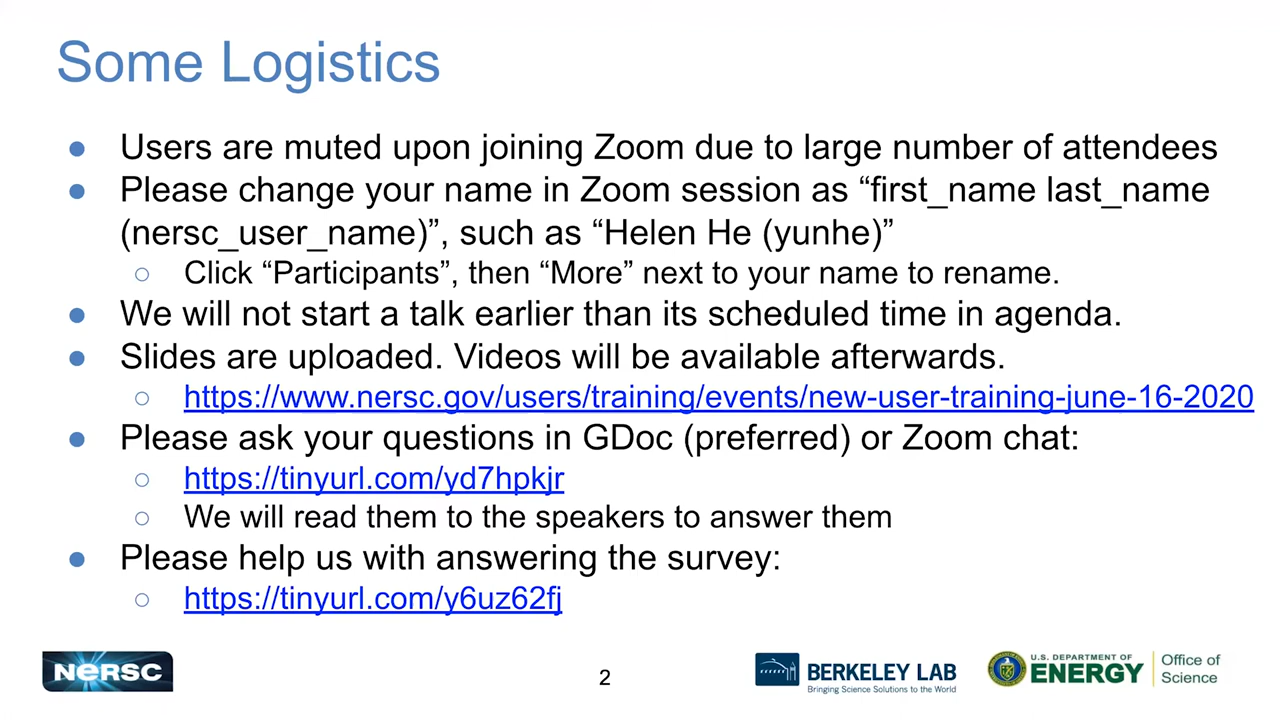 Some Logistics
● Users are muted upon joining Zoom due to large number of attendees
● Please change your name in Zoom session as “first_name last_name
(nersc_user_name)”, such as “Helen He (yunhe)”
○ Click “Participants”, then “More” next to your name to rename.
● We will not start a talk earlier than its scheduled time in agenda.
● Slides are uploaded. Videos will be available afterwards.
○ https://www.nersc.gov/users/training/events/new-user-training-june-16-2020
● Please ask your questions in GDoc (preferred) or Zoom chat:
○ https://tinyurl.com/yd7hpkjr
○ We will read them to the speakers to answer them
● Please help us with answering the survey:
○ https://tinyurl.com/y6uz62fj
NERSC
2
BERKELEY LAB
Bringing Science Solutions to the World
U.S. DEPARTMENT OF
ENERGY
Office of
Science